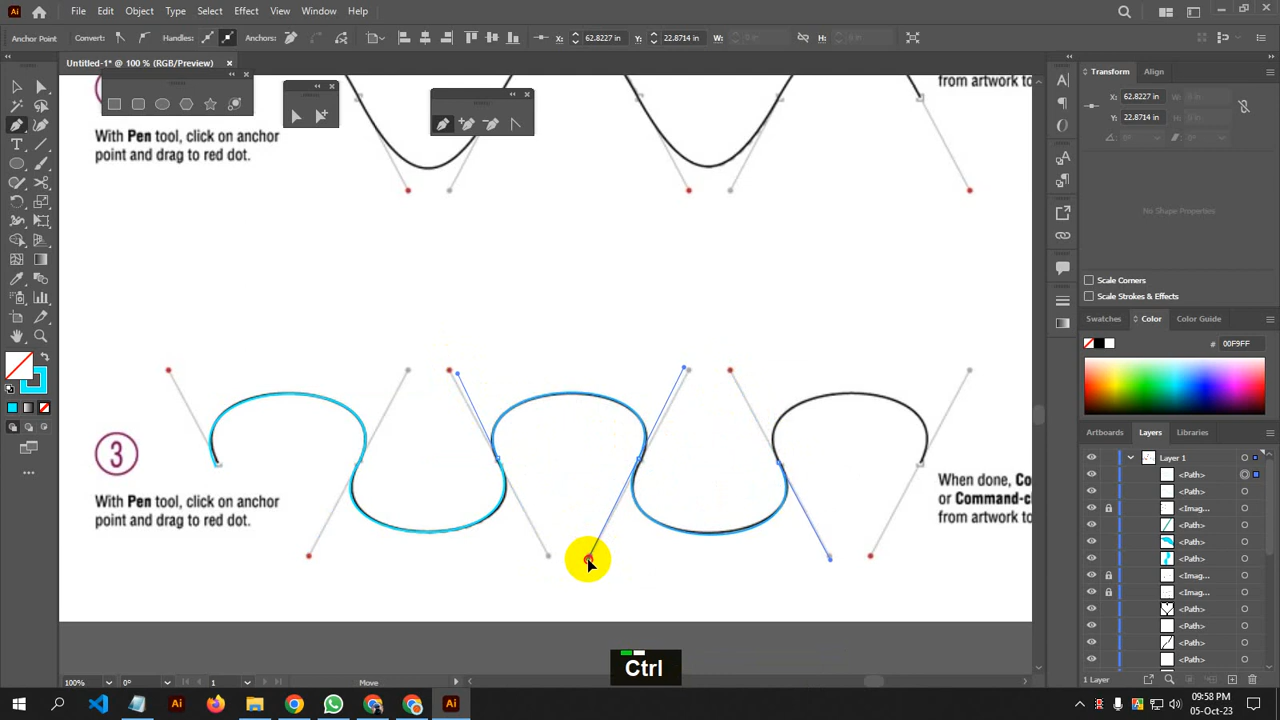 File Edit Object Type Select Effect View Window Help
Anchor Point Convert: Handles: Anchors: X: 62.8227 in Y: 22.8714 in W: H:
Untitled-1* @ 100 % (RGB/Preview) ×
With Pen tool, click on anchor
point and drag to red dot.
from artwork to
3
With Pen tool, click on anchor
point and drag to red dot.
When done, Co
or Command-c
from artwork to
Ctrl
100% 0° 1 Move
Transform Align
X: 62.8227 in
Y: 22.8714 in
No Shape Properties
Scale Corners
Scale Strokes & Effects
Swatches Color Color Guide
# 00F9FF
Artboards Layers Libraries
Layer 1
<Path>
<Path>
<Imag...
<Path>
<Path>
<Path>
<Imag...
<Imag...
<Path>
<Path>
<Path>
<Path>
1 Layer
09:58 PM
05-Oct-23